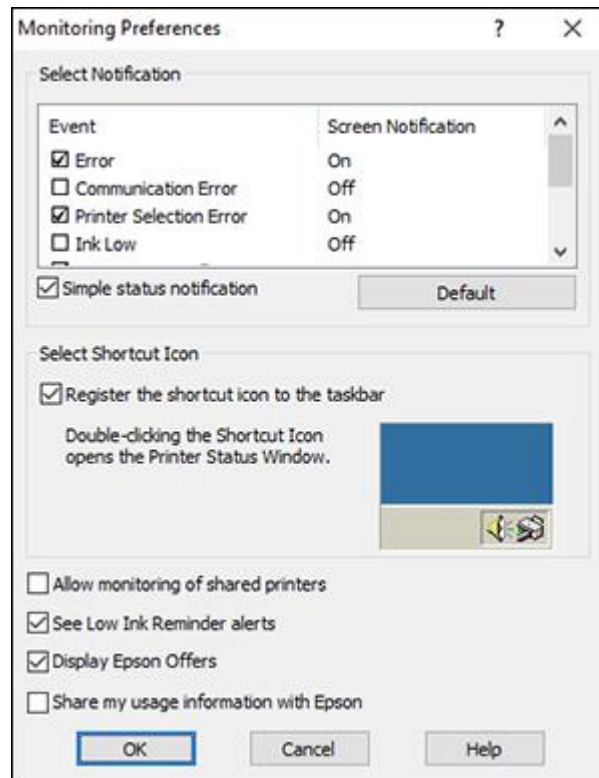 Monitoring Preferences ? ×
Select Notification
Event Screen Notification
Error On
Communication Error Off
Printer Selection Error On
Ink Low Off
Simple status notification Default
Select Shortcut Icon
Register the shortcut icon to the taskbar
Double-clicking the Shortcut Icon
opens the Printer Status Window.
Allow monitoring of shared printers
See Low Ink Reminder alerts
Display Epson Offers
Share my usage information with Epson
OK Cancel Help